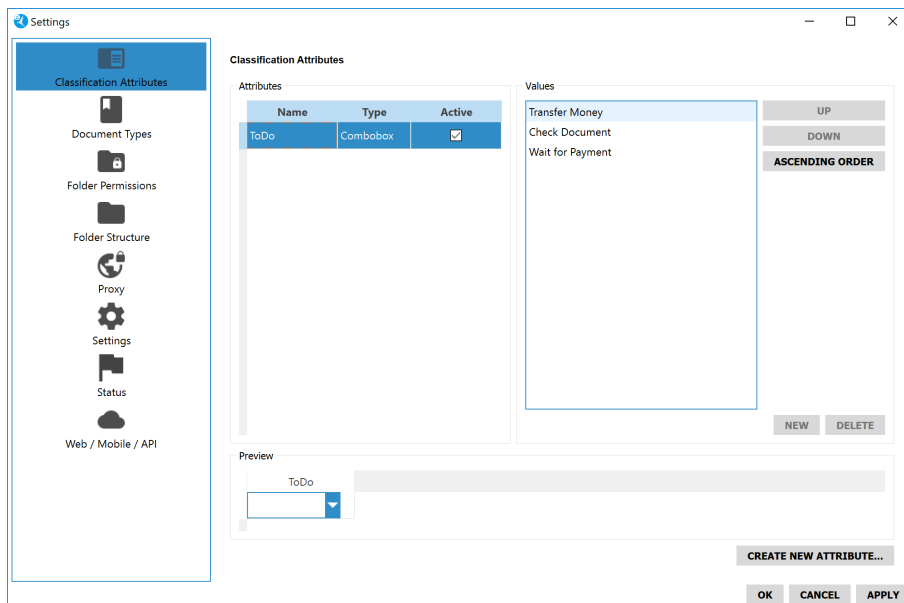 Settings
Classification Attributes
Document Types
Folder Permissions
Folder Structure
Proxy
Settings
Status
Web / Mobile / API
Classification Attributes
Attributes
Name Type Active
ToDo Combobox
Values
Transfer Money
Check Document
Wait for Payment
UP
DOWN
ASCENDING ORDER
NEW DELETE
Preview
ToDo
CREATE NEW ATTRIBUTE...
OK CANCEL APPLY